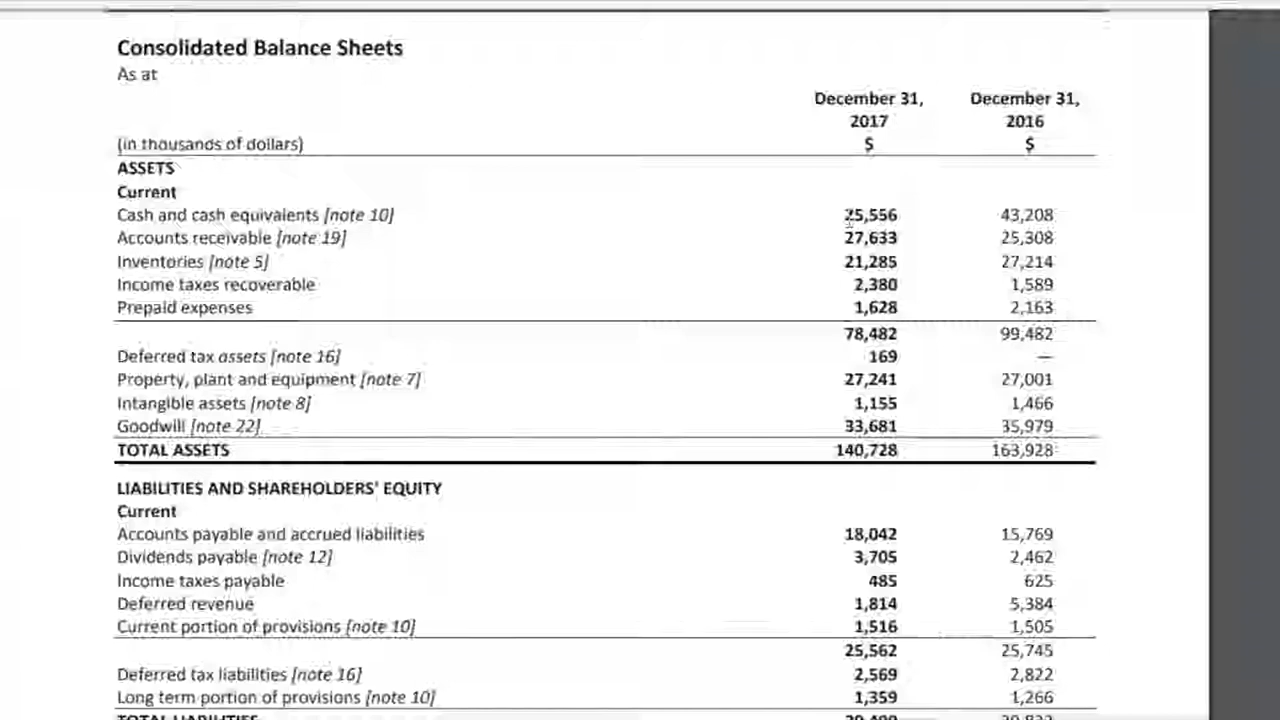 Consolidated Balance Sheets
As at
December 31, December 31,
2017 2016
(in thousands of dollars) $ $
ASSETS
Current
Cash and cash equivalents [note 10] 25,556 43,208
Accounts receivable [note 19] 27,633 25,308
Inventories [note 5] 21,285 27,214
Income taxes recoverable 2,380 1,589
Prepaid expenses 1,628 2,163
78,482 99,482
Deferred tax assets [note 16] 169 —
Property, plant and equipment [note 7] 27,241 27,001
Intangible assets [note 8] 1,155 1,466
Goodwill [note 22] 33,681 35,979
TOTAL ASSETS 140,728 163,928
LIABILITIES AND SHAREHOLDERS' EQUITY
Current
Accounts payable and accrued liabilities 18,042 15,769
Dividends payable [note 12] 3,705 2,462
Income taxes payable 485 625
Deferred revenue 1,814 5,384
Current portion of provisions [note 10] 1,516 1,505
25,562 25,745
Deferred tax liabilities [note 16] 2,569 2,822
Long term portion of provisions [note 10] 1,359 1,266
TOTAL LIABILITIES